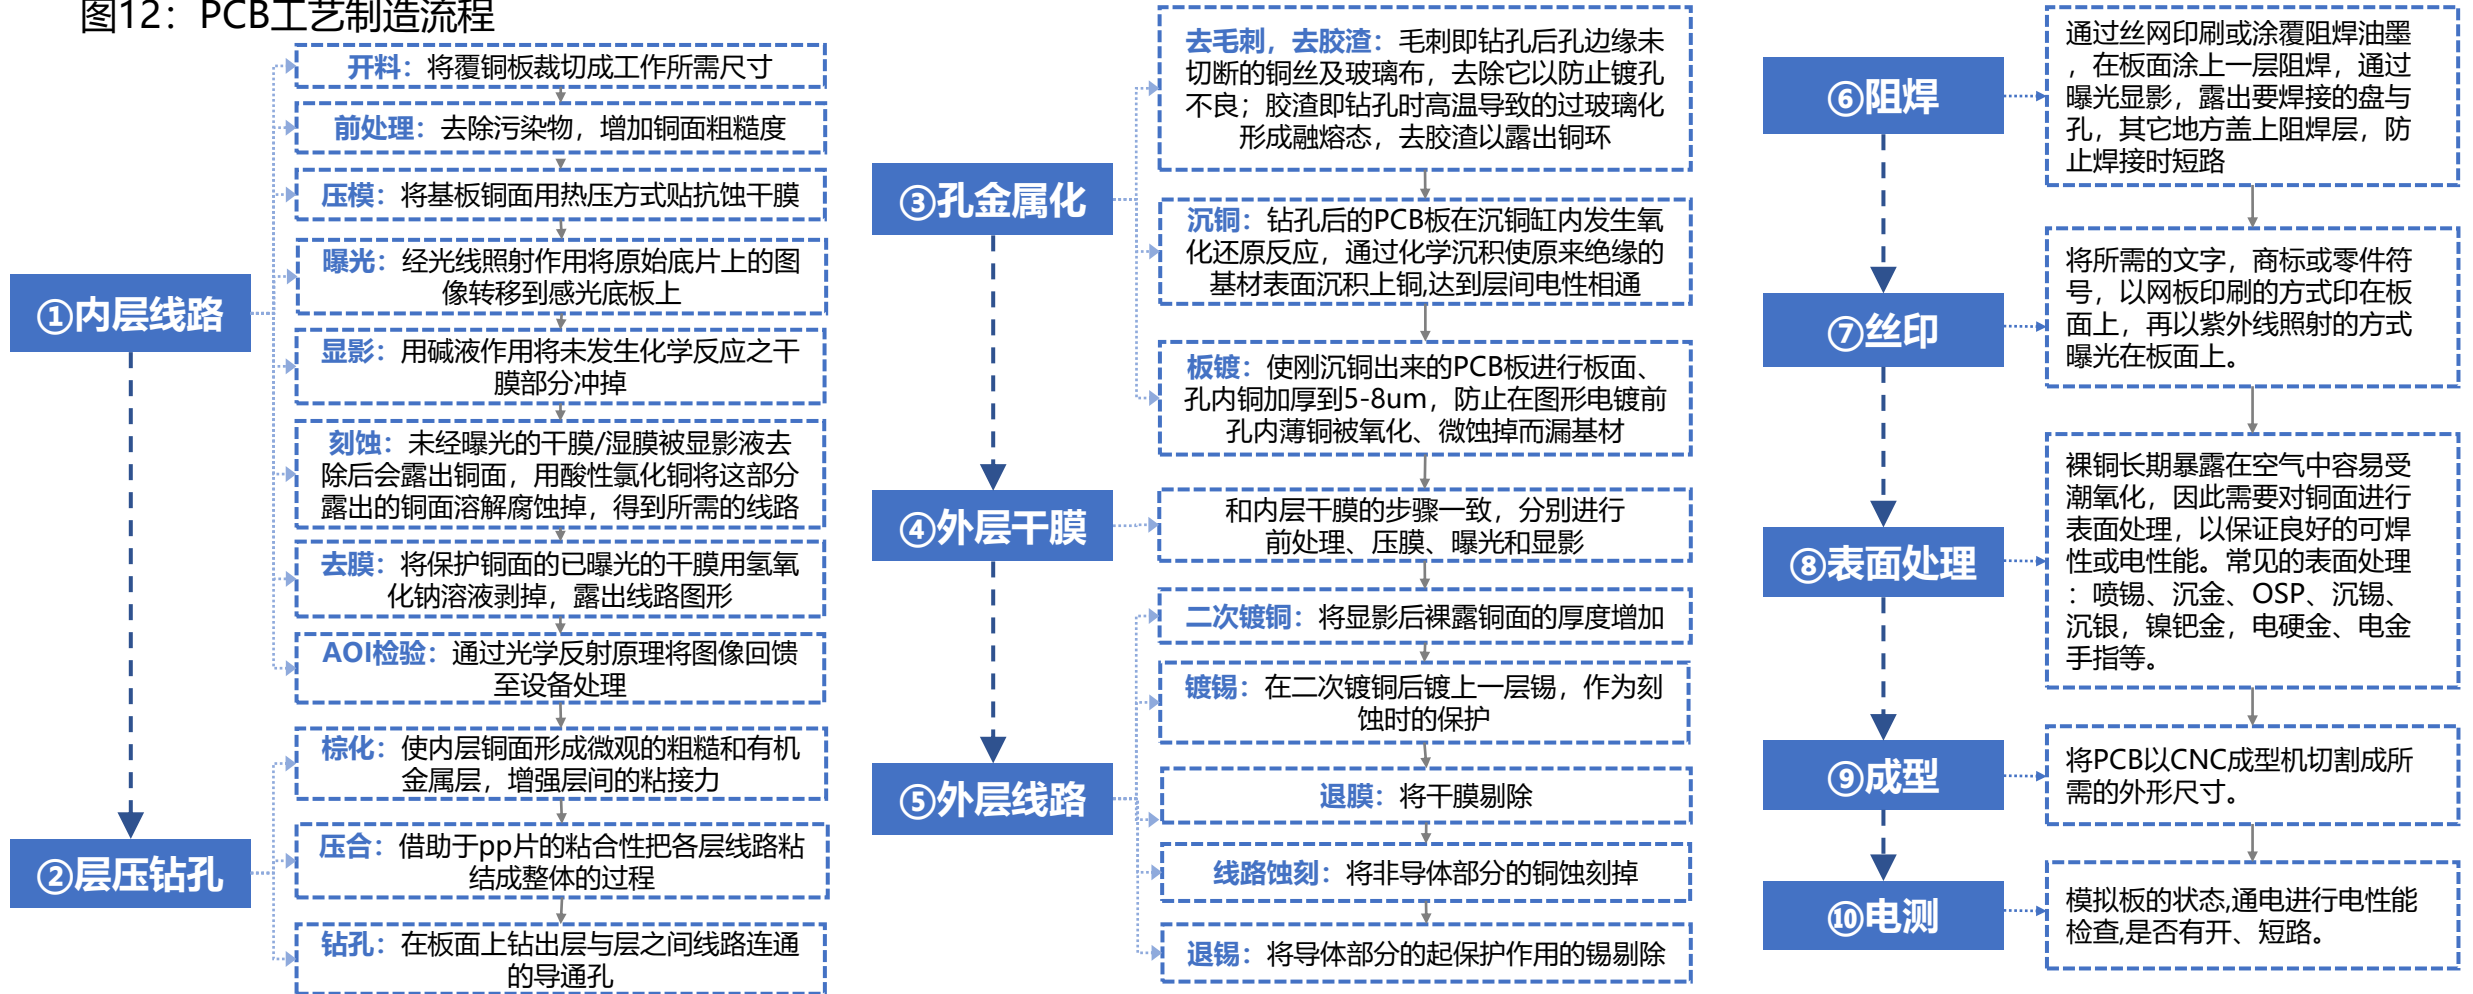 图12：PCB工艺制造流程
①内层线路
开料：将覆铜板裁切成工作所需尺寸
前处理：去除污染物，增加铜面粗糙度
压模：将基板铜面用热压方式贴抗蚀干膜
曝光：经光线照射作用将原始底片上的图
像转移到感光底板上
显影：用碱液作用将未发生化学反应之干
膜部分冲掉
刻蚀：未经曝光的干膜/湿膜被显影液去
除后会露出铜面，用酸性氯化铜将这部分
露出的铜面溶解腐蚀掉，得到所需的线路
去膜：将保护铜面的已曝光的干膜用氢氧
化钠溶液剥掉，露出线路图形
AOI检验：通过光学反射原理将图像回馈
至设备处理
②层压钻孔
棕化：使内层铜面形成微观的粗糙和有机
金属层，增强层间的粘接力
压合：借助于pp片的粘合性把各层线路粘
结成整体的过程
钻孔：在板面上钻出层与层之间线路连通
的导通孔
③孔金属化
去毛刺，去胶渣：毛刺即钻孔后孔边缘未
切断的铜丝及玻璃布，去除它以防止镀孔
不良；胶渣即钻孔时高温导致的过玻璃化
形成融熔态，去胶渣以露出铜环
沉铜：钻孔后的PCB板在沉铜缸内发生氧
化还原反应，通过化学沉积使原来绝缘的
基材表面沉积上铜,达到层间电性相通
板镀：使刚沉铜出来的PCB板进行板面、
孔内铜加厚到5-8um，防止在图形电镀前
孔内薄铜被氧化、微蚀掉而漏基材
④外层干膜
和内层干膜的步骤一致，分别进行
前处理、压膜、曝光和显影
⑤外层线路
二次镀铜：将显影后裸露铜面的厚度增加
镀锡：在二次镀铜后镀上一层锡，作为刻
蚀时的保护
退膜：将干膜剔除
线路蚀刻：将非导体部分的铜蚀刻掉
退锡：将导体部分的起保护作用的锡剔除
⑥阻焊
通过丝网印刷或涂覆阻焊油墨
，在板面涂上一层阻焊，通过
曝光显影，露出要焊接的盘与
孔，其它地方盖上阻焊层，防
止焊接时短路
⑦丝印
将所需的文字，商标或零件符
号，以网板印刷的方式印在板
面上，再以紫外线照射的方式
曝光在板面上。
⑧表面处理
裸铜长期暴露在空气中容易受
潮氧化，因此需要对铜面进行
表面处理，以保证良好的可焊
性或电性能。常见的表面处理
：喷锡、沉金、OSP、沉锡、
沉银，镍钯金，电硬金、电金
手指等。
⑨成型
将PCB以CNC成型机切割成所
需的外形尺寸。
⑩电测
模拟板的状态,通电进行电性能
检查,是否有开、短路。